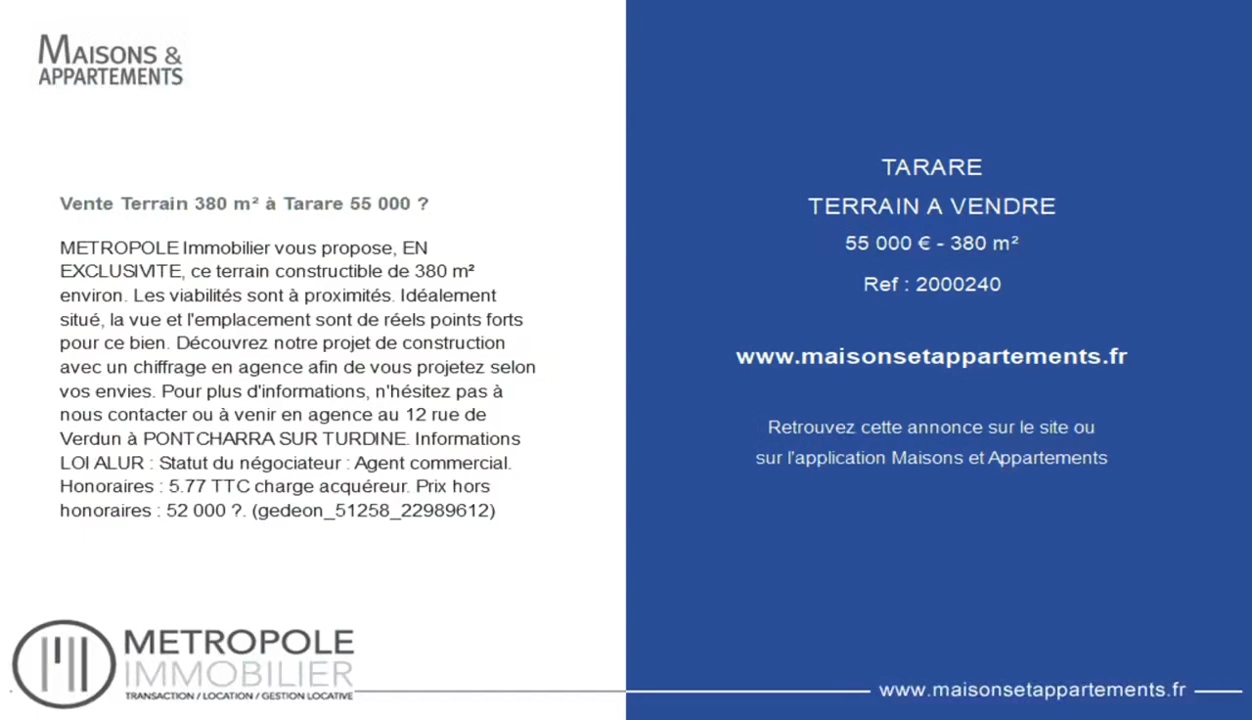 MAISONS &
APPARTEMENTS
Vente Terrain 380 m² à Tarare 55 000 ?
METROPOLE Immobilier vous propose, EN
EXCLUSIVITE, ce terrain constructible de 380 m²
environ. Les viabilités sont à proximités. Idéalement
situé, la vue et l'emplacement sont de réels points forts
pour ce bien. Découvrez notre projet de construction
avec un chiffrage en agence afin de vous projetez selon
vos envies. Pour plus d'informations, n'hésitez pas à
nous contacter ou à venir en agence au 12 rue de
Verdun à PONTCHARRA SUR TURDINE. Informations
LOI ALUR : Statut du négociateur : Agent commercial.
Honoraires : 5.77 TTC charge acquéreur. Prix hors
honoraires : 52 000 ?. (gedeon_51258_22989612)
METROPOLE
IMMOBILIER
TRANSACTION / LOCATION / GESTION LOCATIVE
TARARE
TERRAIN A VENDRE
55 000 € - 380 m²
Ref : 2000240
www.maisonsetappartements.fr
Retrouvez cette annonce sur le site ou
sur l'application Maisons et Appartements
www.maisonsetappartements.fr